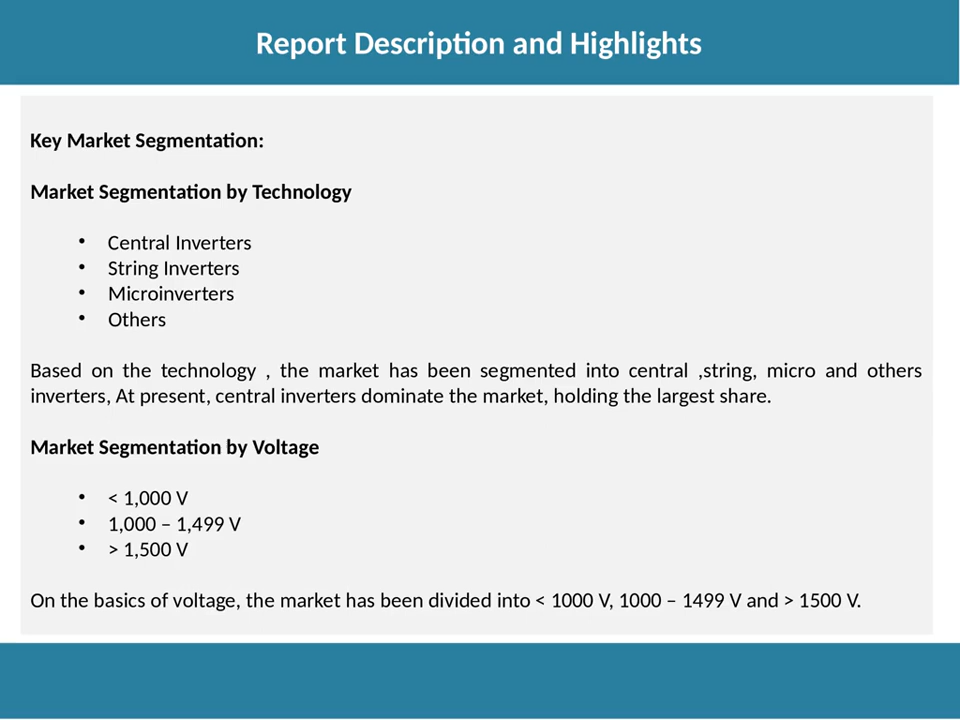 Report Description and Highlights
Key Market Segmentation:
Market Segmentation by Technology
• Central Inverters
• String Inverters
• Microinverters
• Others
Based on the technology , the market has been segmented into central ,string, micro and others
inverters, At present, central inverters dominate the market, holding the largest share.
Market Segmentation by Voltage
• < 1,000 V
• 1,000 – 1,499 V
• > 1,500 V
On the basics of voltage, the market has been divided into < 1000 V, 1000 – 1499 V and > 1500 V.